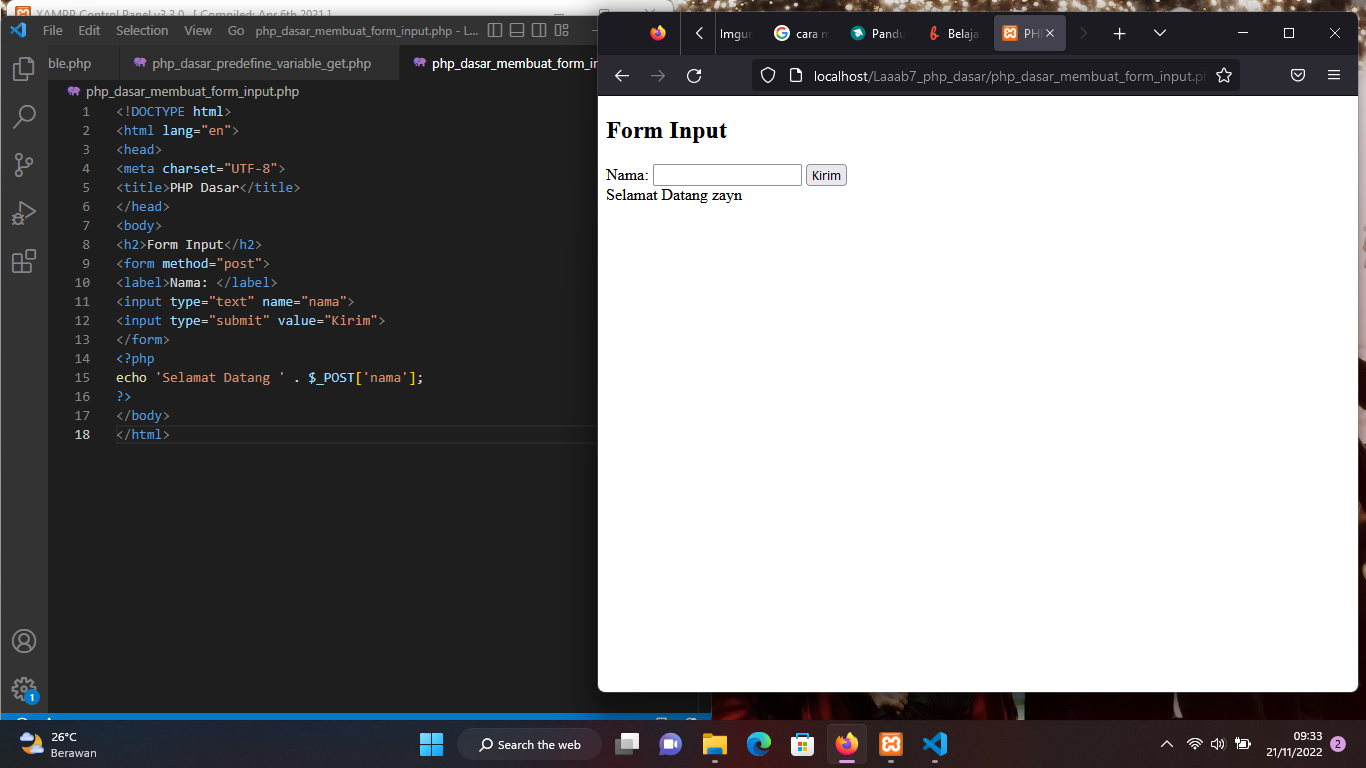 XAMPP Control Panel v3.3.0 [ Compiled: Apr 6th 2021 ]
File Edit Selection View Go php_dasar_membuat_form_input.php - L...
ble.php php_dasar_predefine_variable_get.php php_dasar_membuat_form_in
php_dasar_membuat_form_input.php
1 <!DOCTYPE html>
2 <html lang="en">
3 <head>
4 <meta charset="UTF-8">
5 <title>PHP Dasar</title>
6 </head>
7 <body>
8 <h2>Form Input</h2>
9 <form method="post">
10 <label>Nama: </label>
11 <input type="text" name="nama">
12 <input type="submit" value="Kirim">
13 </form>
14 <?php
15 echo 'Selamat Datang ' . $_POST['nama'];
16 ?>
17 </body>
18 </html>
1
Imgur cara m Pandu Belaja PH
localhost/Laaab7_php_dasar/php_dasar_membuat_form_input.ph
Form Input
Nama: Kirim
Selamat Datang zayn
26°C
Berawan
Search the web
09:33
21/11/2022 2